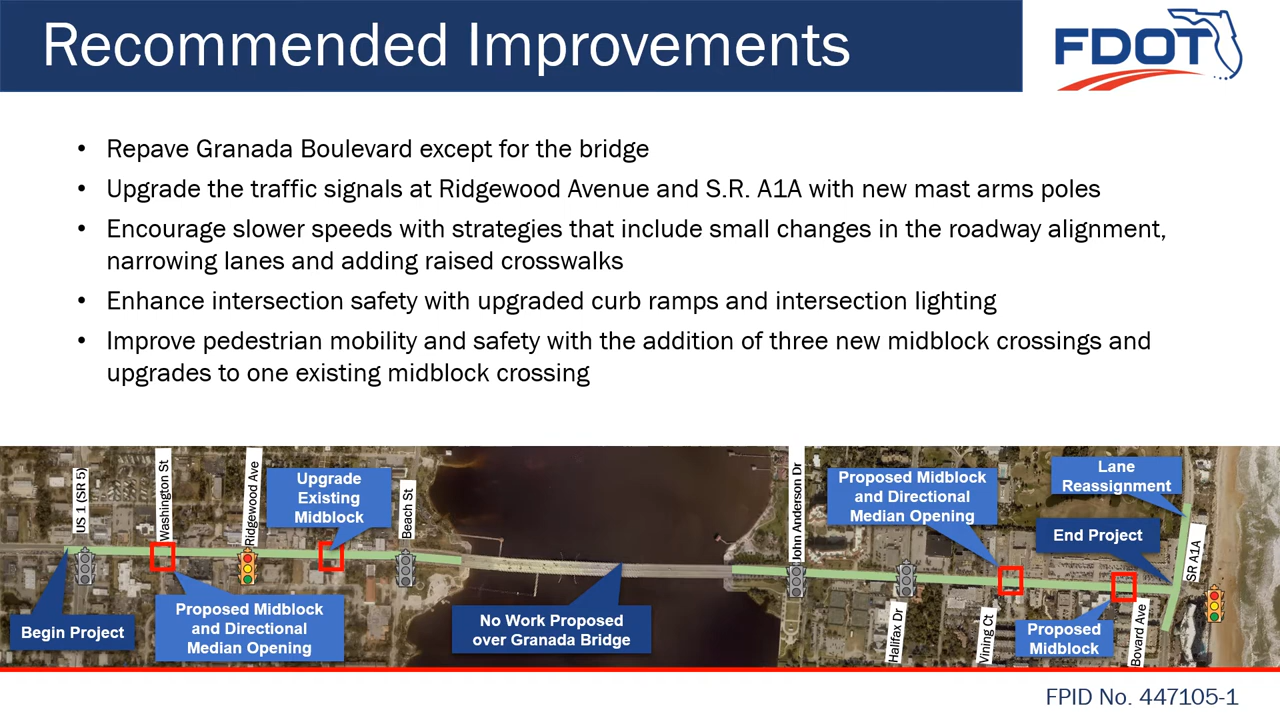 Recommended Improvements
FDOT
• Repave Granada Boulevard except for the bridge
• Upgrade the traffic signals at Ridgewood Avenue and S.R. A1A with new mast arms poles
• Encourage slower speeds with strategies that include small changes in the roadway alignment,
narrowing lanes and adding raised crosswalks
• Enhance intersection safety with upgraded curb ramps and intersection lighting
• Improve pedestrian mobility and safety with the addition of three new midblock crossings and
upgrades to one existing midblock crossing
US 1 (SR 5)
Washington St
Ridgewood Ave
Upgrade
Existing
Midblock
Beach St
John Anderson Dr
Proposed Midblock
and Directional
Median Opening
Lane
Reassignment
End Project
SR A1A
Begin Project
Proposed Midblock
and Directional
Median Opening
No Work Proposed
over Granada Bridge
Halifax Dr
Vining Ct
Proposed
Midblock
Bovard Ave
FPID No. 447105-1